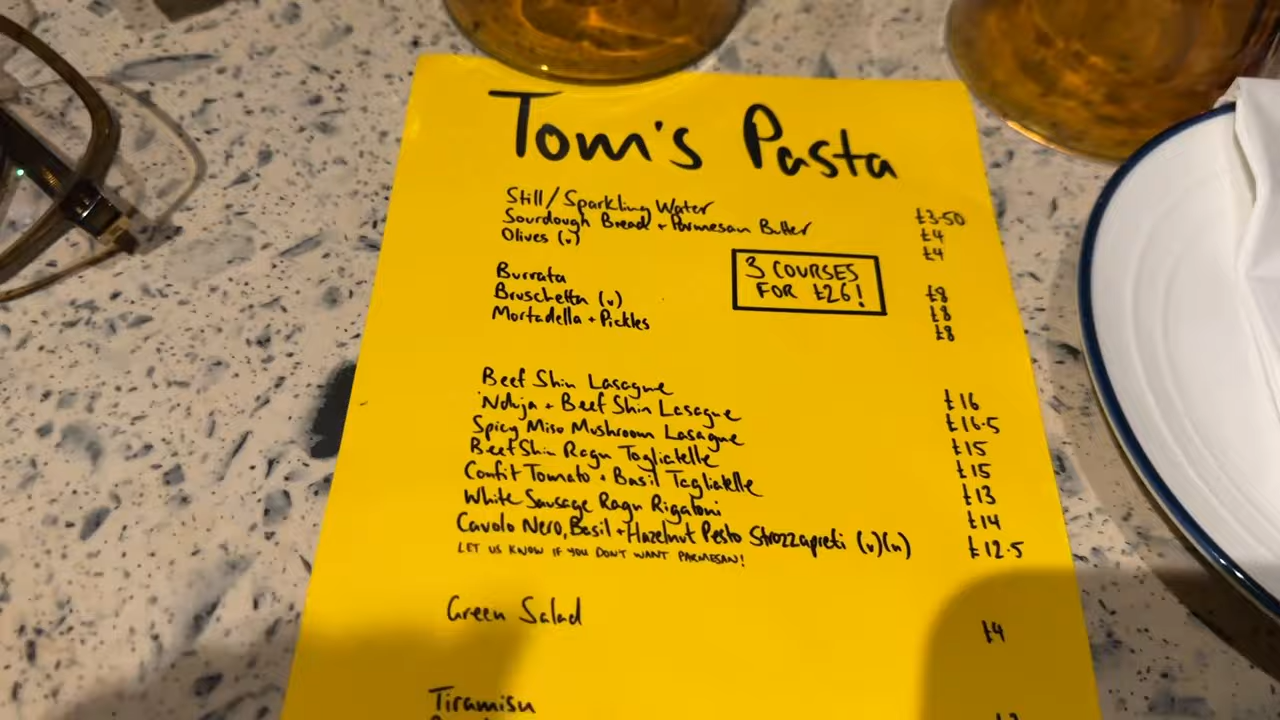 Tom's Pasta
Still/Sparkling Water £3.50
Sourdough Bread + Parmesan Butter £4
Olives (v) £4
3 COURSES
FOR £26!
Burrata £8
Bruschetta (v) £8
Mortadella + Pickles £8
Beef Shin Lasagne £16
'Nduja + Beef Shin Lasagne £16.5
Spicy Miso Mushroom Lasagne £15
Beef Shin Ragu Tagliatelle £15
Confit Tomato + Basil Tagliatelle £13
White Sausage Ragu Rigatoni £14
Cavolo Nero, Basil + Hazelnut Pesto Strozzapreti (v)(n) £12.5
LET US KNOW IF YOU DON'T WANT PARMESAN!
Green Salad £4
Tiramisu